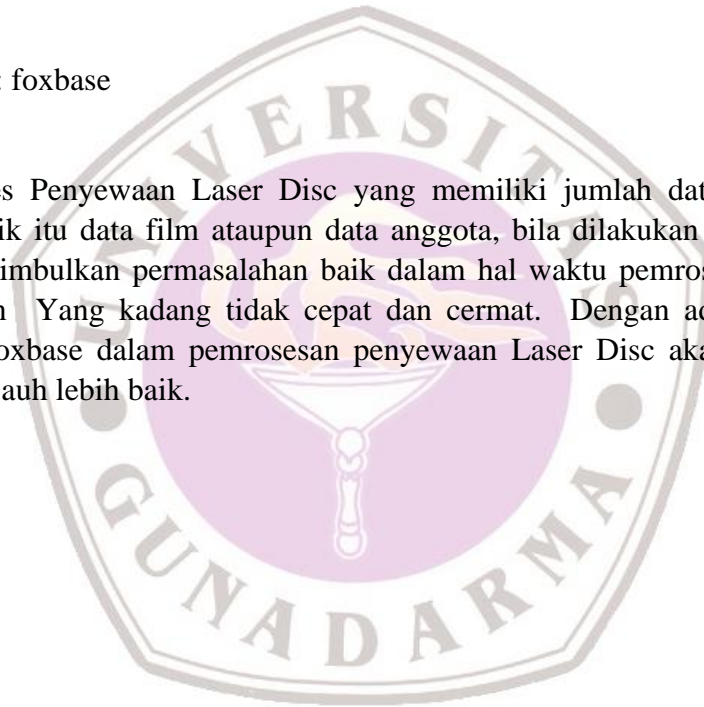 : foxbase
es Penyewaan Laser Disc yang memiliki jumlah dat
ik itu data film ataupun data anggota, bila dilakukan
imbulkan permasalahan baik dalam hal waktu pemros
n Yang kadang tidak cepat dan cermat. Dengan ad
oxbase dalam pemrosesan penyewaan Laser Disc aka
auh lebih baik.
UNIVERSITAS
GUNADARMA